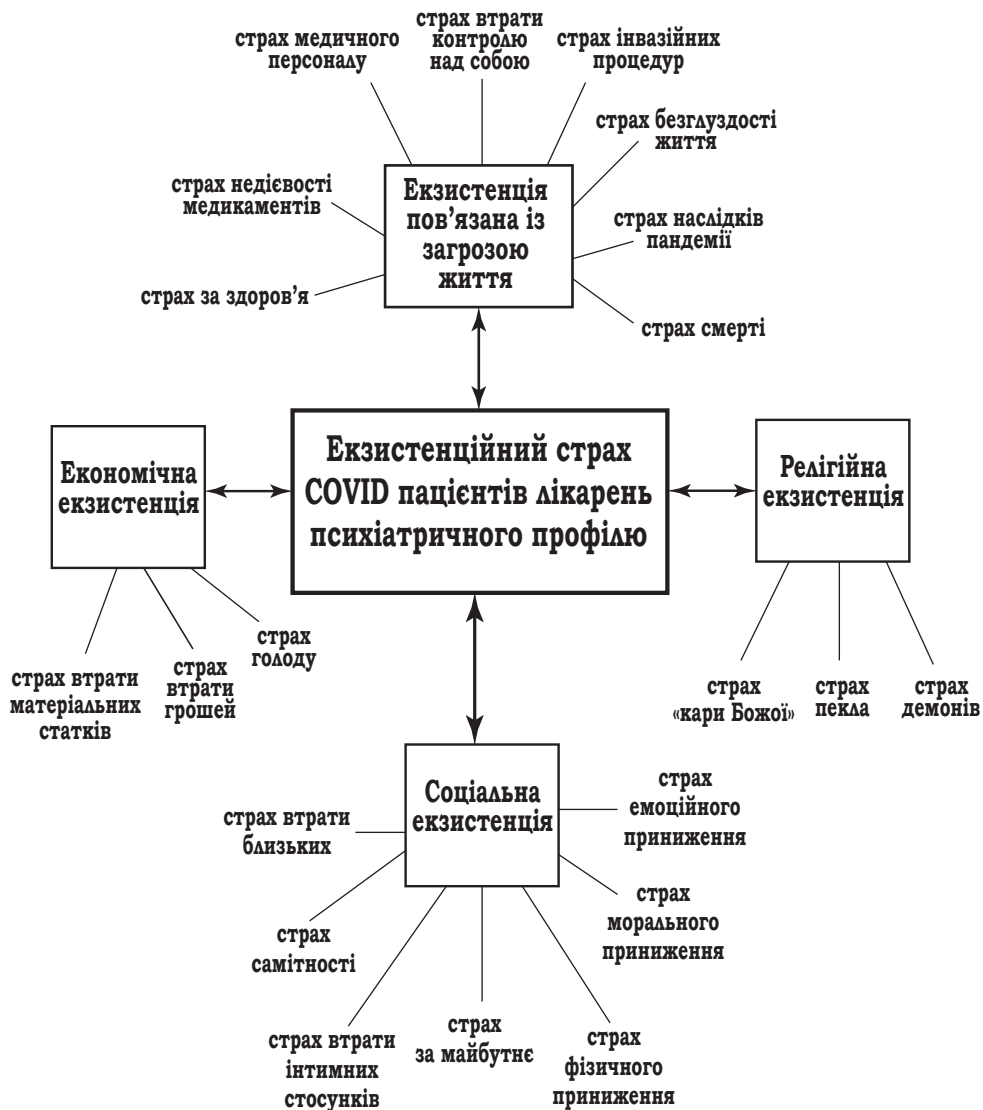 страх медичного
персоналу
страх втрати
контролю
над собою
страх інвазійних
процедур
страх безглуздості
життя
страх недієвості
медикаментів
Екзистенція
пов’язана із
загрозою
життя
страх наслідків
пандемії
страх за здоров’я
страх смерті
Економічна
екзистенція
Екзистенційний страх
COVID пацієнтів лікарень
психіатричного профілю
Релігійна
екзистенція
страх втрати
матеріальних
статків
страх
втрати
грошей
страх
голоду
страх
«кари Божої»
страх
пекла
страх
демонів
Соціальна
екзистенція
страх втрати
близьких
страх
емоційного
приниження
страх
самітності
страх
морального
приниження
страх втрати
інтимних
стосунків
страх
за майбутнє
страх
фізичного
приниження